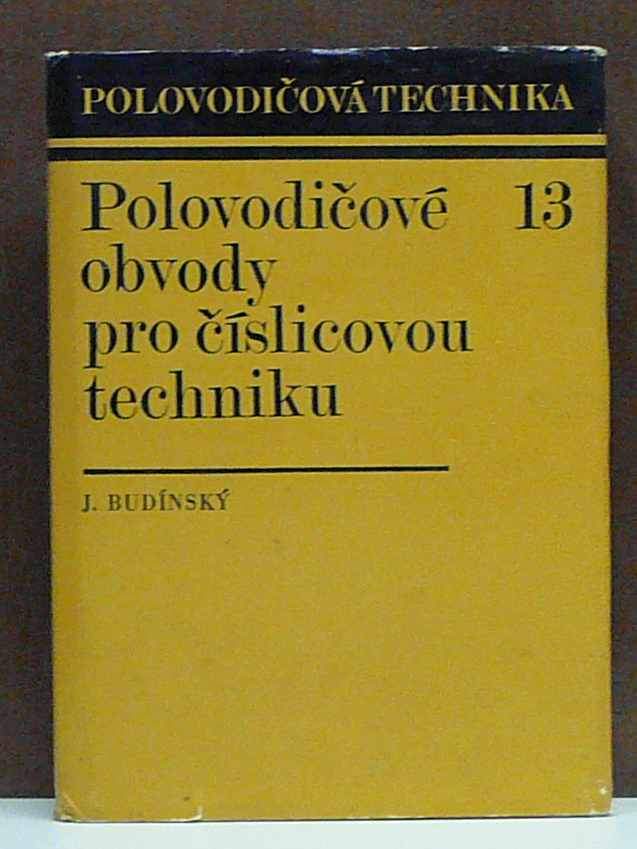 POLOVODIČOVÁ TECHNIKA
Polovodičové 13
obvody
pro číslicovou
techniku
J. BUDÍNSKÝ